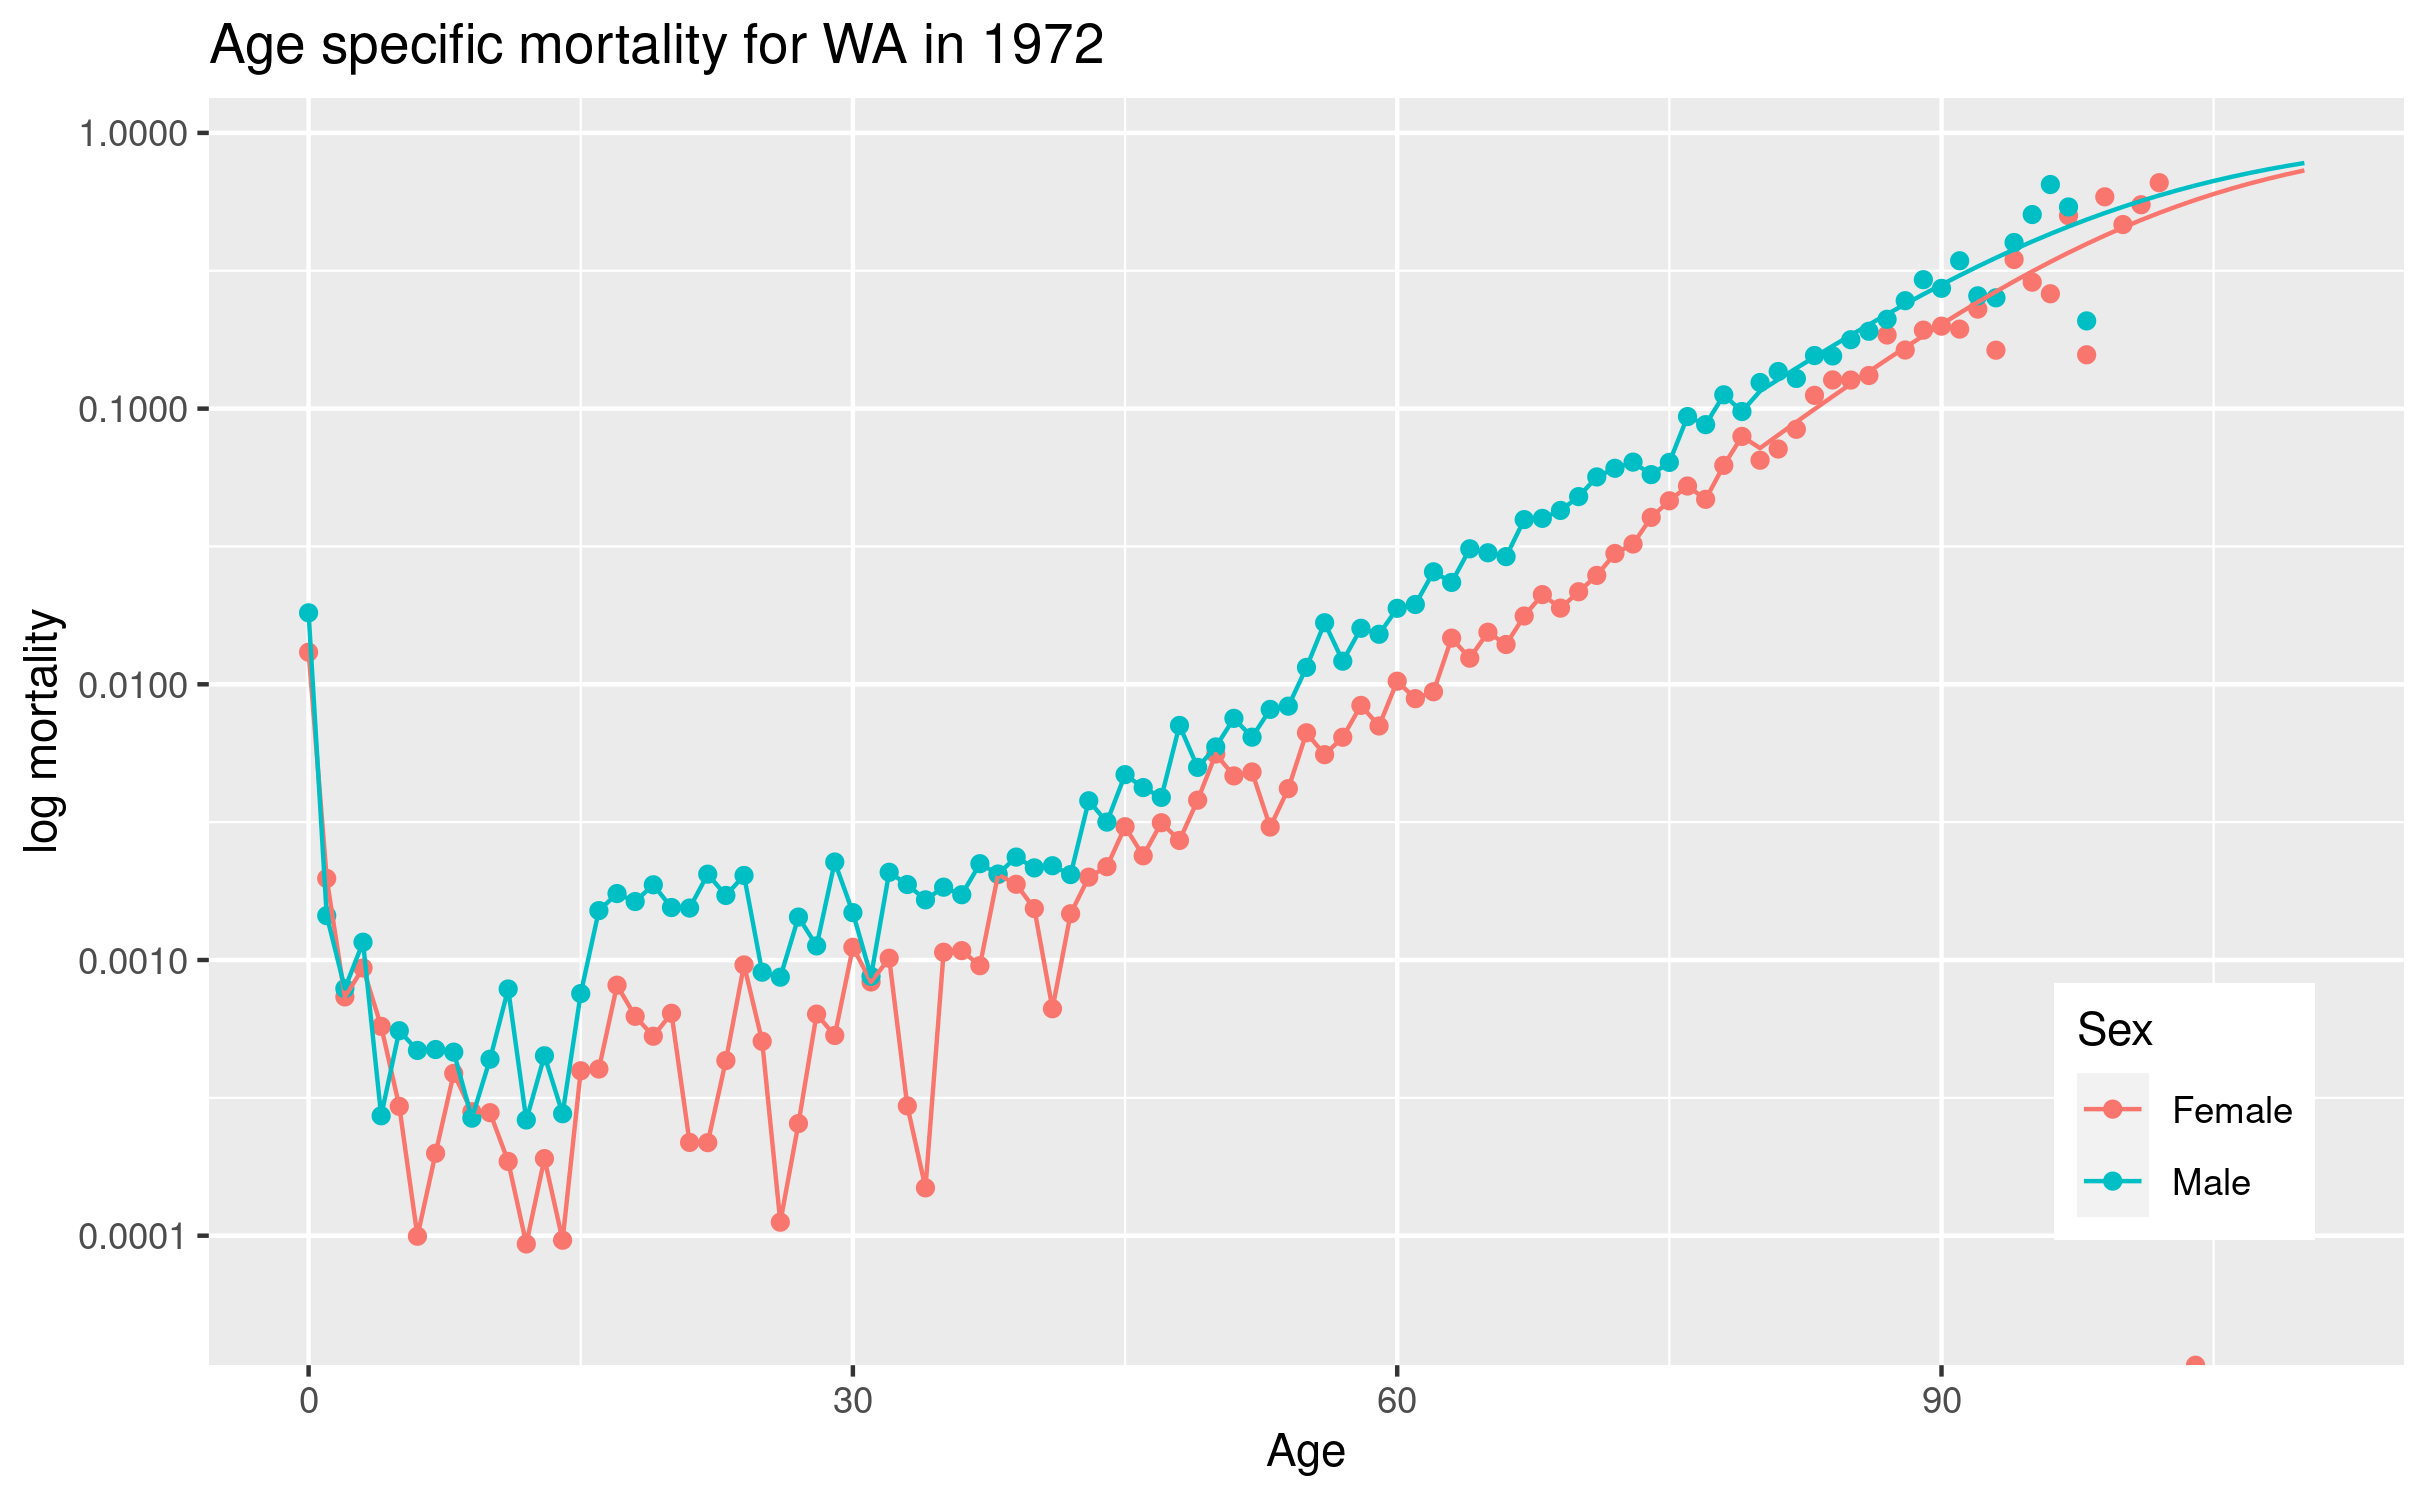 Age specific mortality for WA in 1972
log mortality
1.0000
0.1000
0.0100
0.0010
0.0001
0
30
60
90
Age
Sex
Female
Male